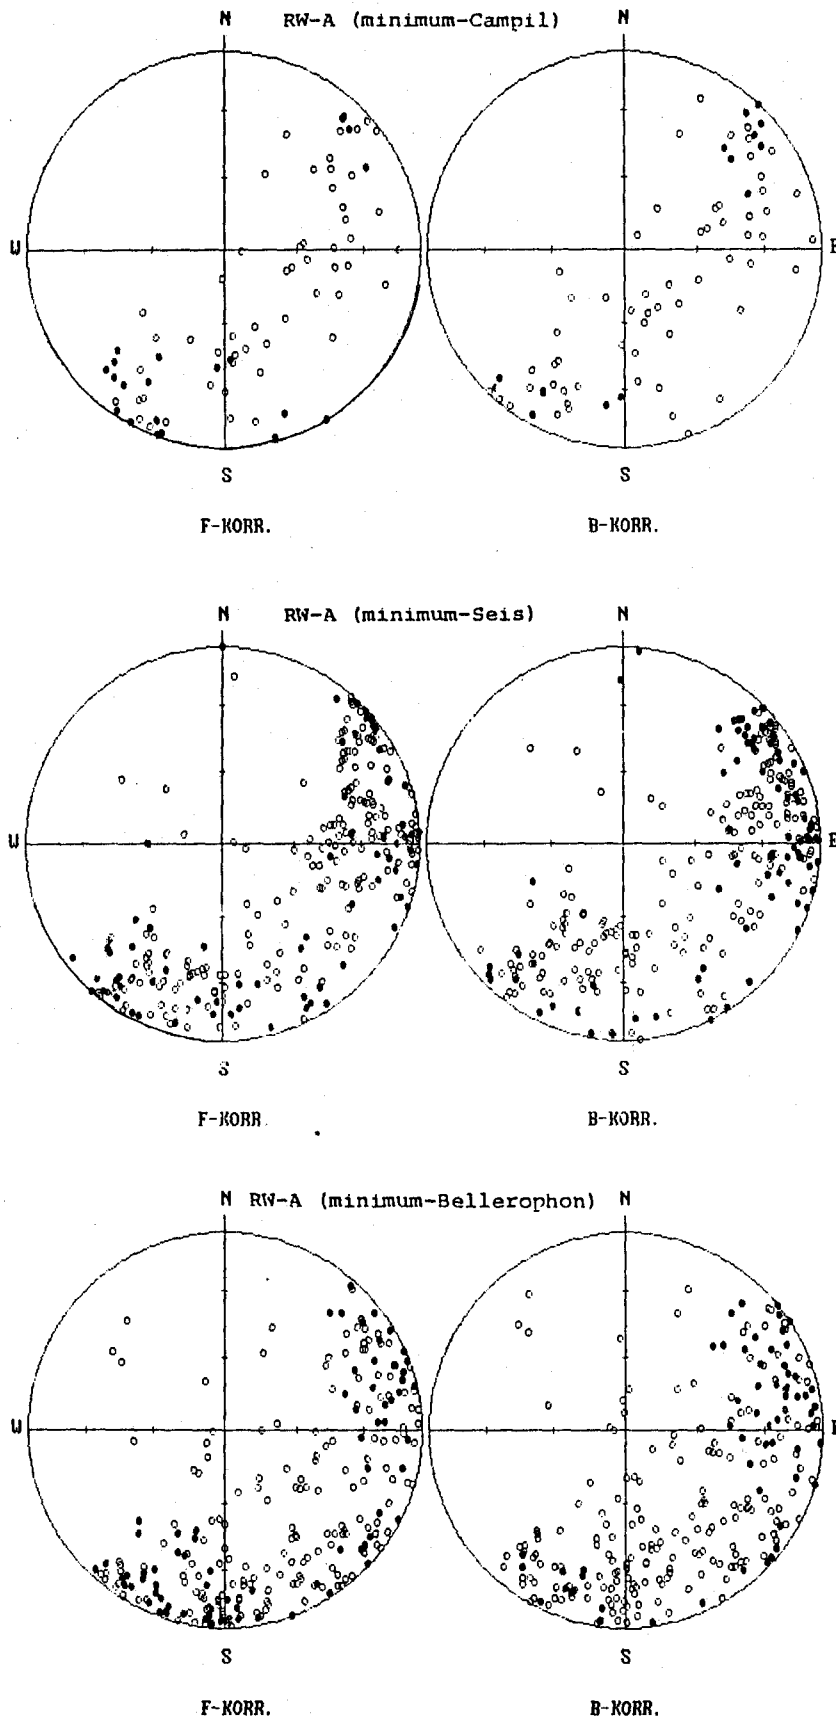 N RW-A (minimum-Campil) N
W E
S S
F-KORR. B-KORR.
N RW-A (minimum-Seis) N
W E
S S
F-KORR. B-KORR.
N RW-A (minimum-Bellerophon) N
W E
S S
F-KORR. B-KORR.